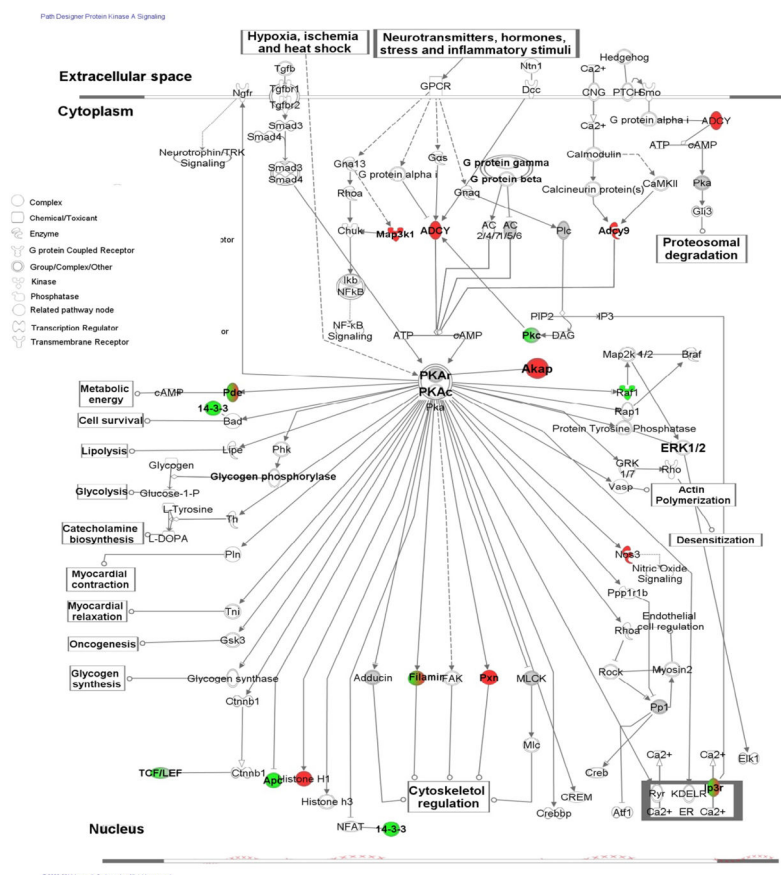 Path Designer Protein Kinase A Signaling
Hypoxia, ischemia
and heat shock
Neurotransmitters, hormones,
stress and inflammatory stimuli
Extracellular space
Cytoplasm
Tgfb
Ngfr
Tgfbr1
Tgfbr2
GPCR
Ntn1
Dcc
Ca2+
CNG
Hedgehog
PTCH
Smo
Smad3
Smad4
Neurotrophin/TRK
Signaling
Smad3
Smad4
Gna13
Rhoa
Chuk
Ikb
NFkB
NF-kB
Signaling
G protein alpha i
Map3k1
Gαs
ADCY
Gnaq
G protein gamma
G protein beta
AC
2/4/7
AC
1/5/6
Plc
Ca2+
Calmodulin
Calcineurin protein(s)
CaMKII
Adcy9
G protein alpha i
ADCY
ATP
cAMP
Pka
Gli3
Proteosomal
degradation
Complex
Chemical/Toxicant
Enzyme
G protein Coupled Receptor
Group/Complex/Other
Kinase
Phosphatase
Related pathway node
Transcription Regulator
Transmembrane Receptor
tor
or
ATP
cAMP
Pkc
DAG
PIP2
IP3
PKAr
PKAc
Pka
Akap
Map2k 1/2
Braf
Raf1
Rap1
Protein Tyrosine Phosphatase
ERK1/2
GRK
1/7
Rho
Vasp
Actin
Polymerization
Desensitization
Metabolic
energy
cAMP
Pde
14-3-3
Cell survival
Bad
Lipolysis
Lipe
Phk
Glycogen
Glycogen phosphorylase
Glycolysis
Glucose-1-P
L-Tyrosine
Th
Catecholamine
biosynthesis
L-DOPA
Pln
Myocardial
contraction
Myocardial
relaxation
Tni
Oncogenesis
Gsk3
Glycogen
synthesis
Glycogen synthase
Nos3
Nitric Oxide
Signaling
Ppp1r1b
Endothelial
cell regulation
Rhoa
Rock
Myosin2
Pp1
Ctnnb1
Adducin
Filamin
FAK
Pxn
MLCK
Mlc
TCF/LEF
Ctnnb1
Apc
Histone H1
Histone h3
NFAT
14-3-3
Cytoskeletol
regulation
Creb
CREM
Crebbp
Atf1
Ca2+
Ryr
Ca2+
KDELR
ER
Ca2+
Ip3r
Ca2+
Elk1
Nucleus